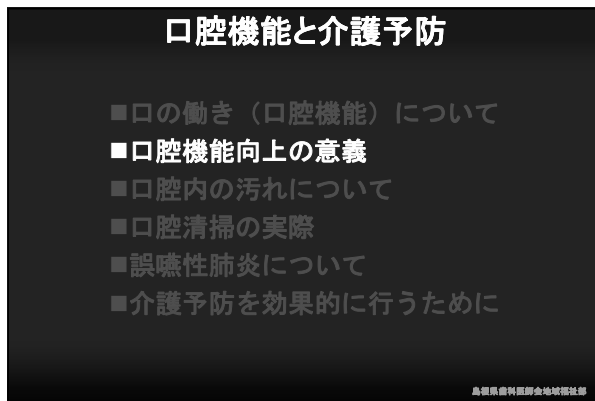 口腔機能と介護予防
■口の働き（口腔機能）について
■口腔機能向上の意義
■口腔内の汚れについて
■口腔清掃の実際
■誤嚥性肺炎について
■介護予防を効果的に行うために
島根県歯科医師会地域福祉部